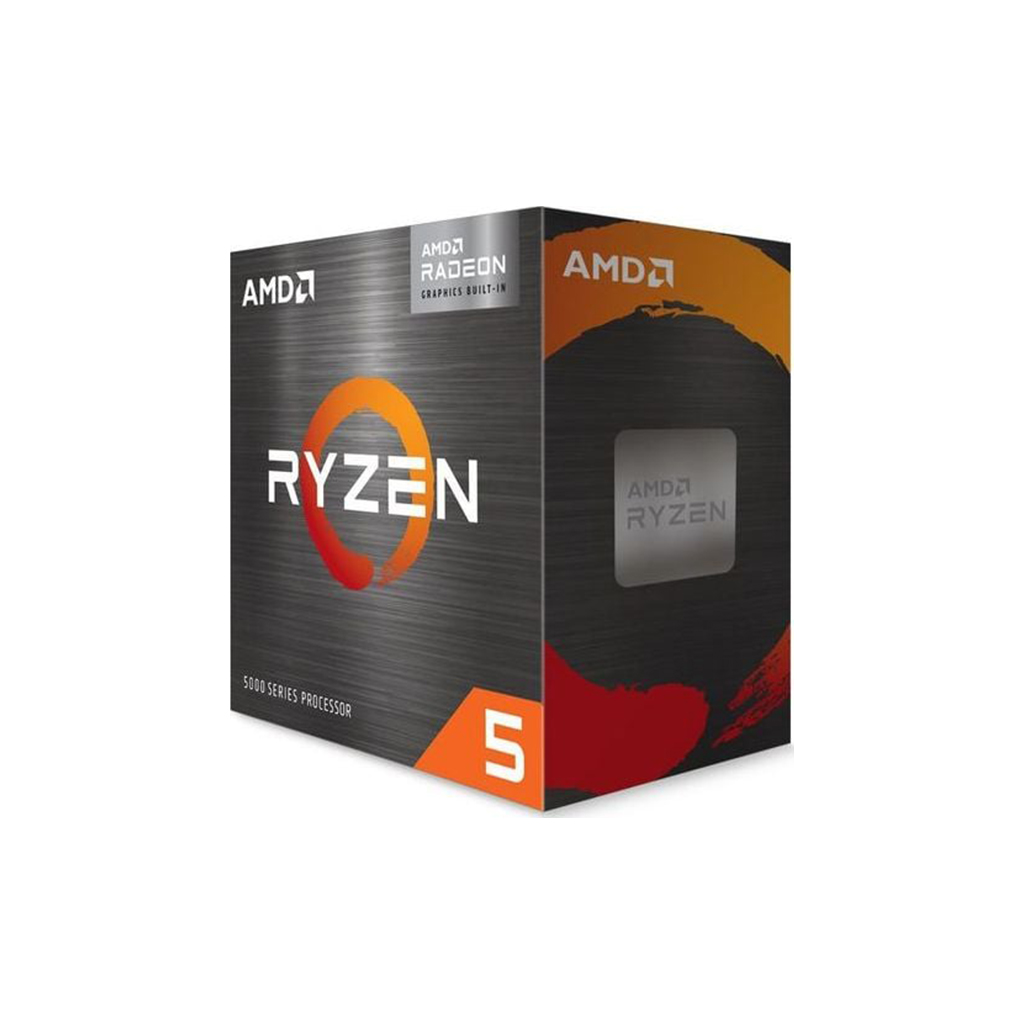 AMD
AMD
RADEON
GRAPHICS BUILT-IN
RYZEN
5000 SERIES PROCESSOR
5
AMD
AMD
RYZEN